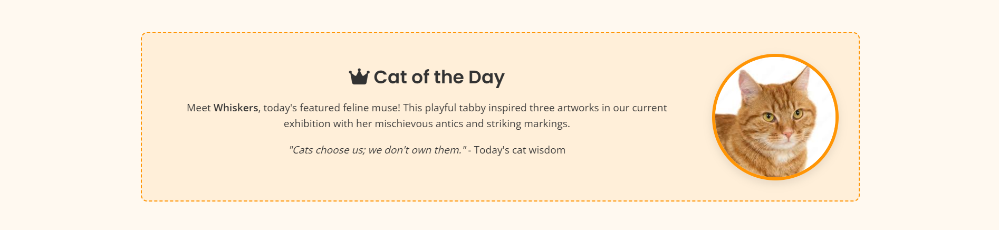 Cat of the Day
Meet Whiskers, today's featured feline muse! This playful tabby inspired three artworks in our current
exhibition with her mischievous antics and striking markings.
"Cats choose us; we don't own them." - Today's cat wisdom